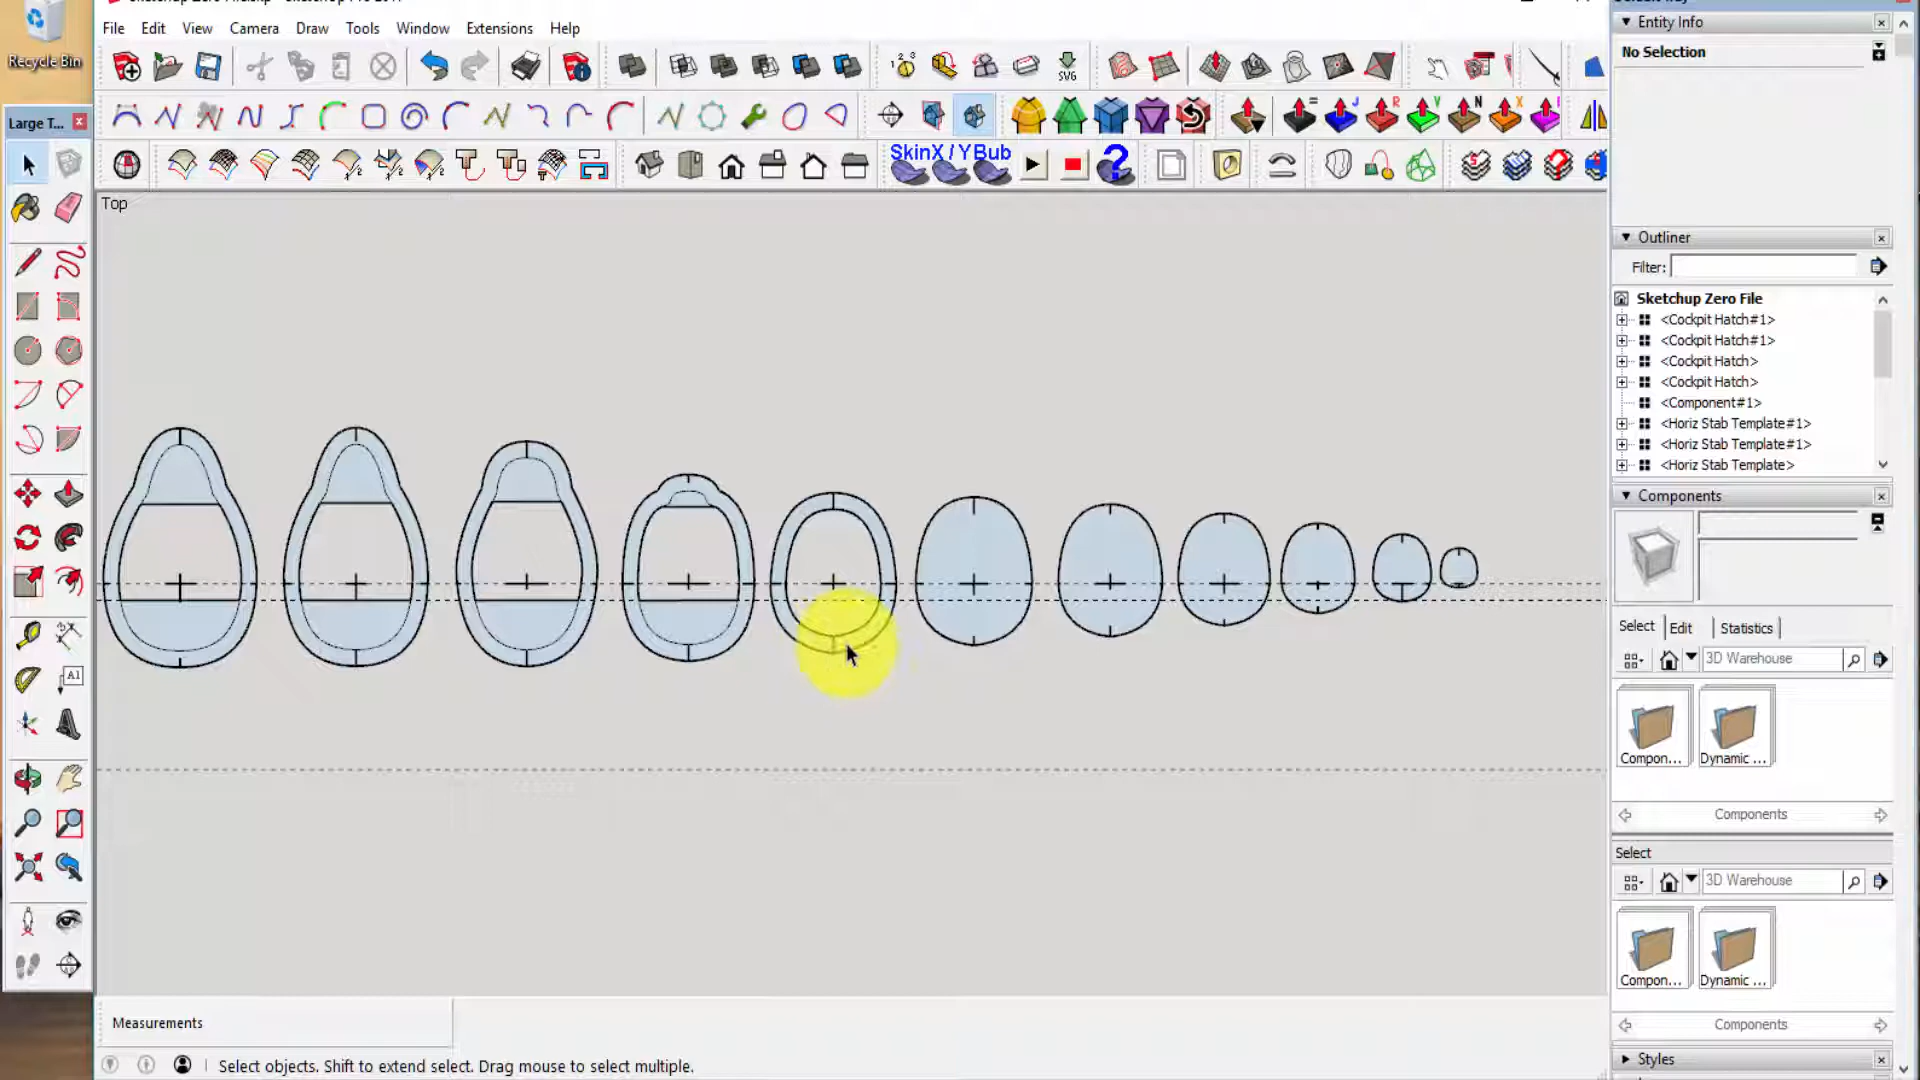 Recycle Bin
File Edit View Camera Draw Tools Window Extensions Help
SVG
= J R V N X
SkinX / YBub
Large T...
A1
Top
Entity Info
No Selection
Outliner
Filter:
Sketchup Zero File
<Cockpit Hatch#1>
<Cockpit Hatch#1>
<Cockpit Hatch>
<Cockpit Hatch>
<Component#1>
<Horiz Stab Template#1>
<Horiz Stab Template#1>
<Horiz Stab Template>
Components
Select Edit Statistics
3D Warehouse
Compon... Dynamic ...
Components
Select
3D Warehouse
Compon... Dynamic ...
Components
Styles
Measurements
Select objects. Shift to extend select. Drag mouse to select multiple.